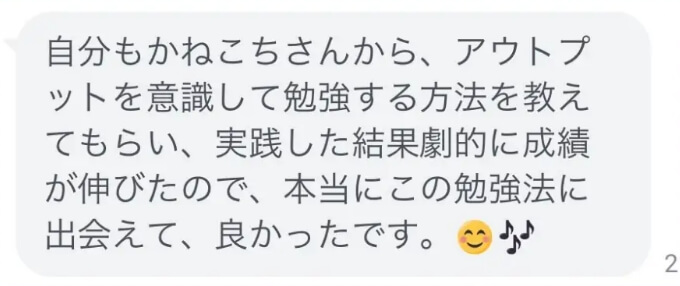 自分もかねこちさんから、アウトプ
ットを意識して勉強する方法を教え
てもらい、実践した結果劇的に成績
が伸びたので、本当にこの勉強法に
出会えて、良かったです。😊🎶
2